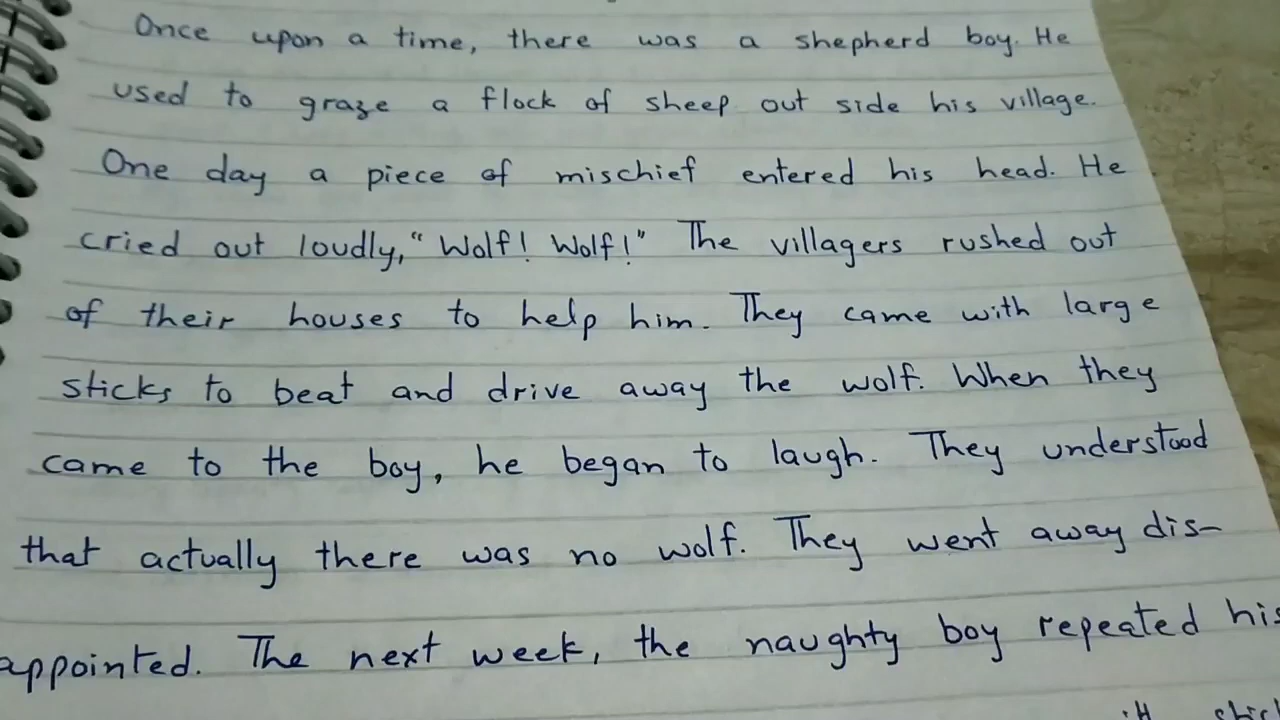 Once upon a time, there was a shepherd boy. He
used to graze a flock of sheep out side his village.
One day a piece of mischief entered his head. He
cried out loudly, "Wolf! Wolf!" The villagers rushed out
of their houses to help him. They came with large
sticks to beat and drive away the wolf. When they
came to the boy, he began to laugh. They understood
that actually there was no wolf. They went away dis-
appointed. The next week, the naughty boy repeated his